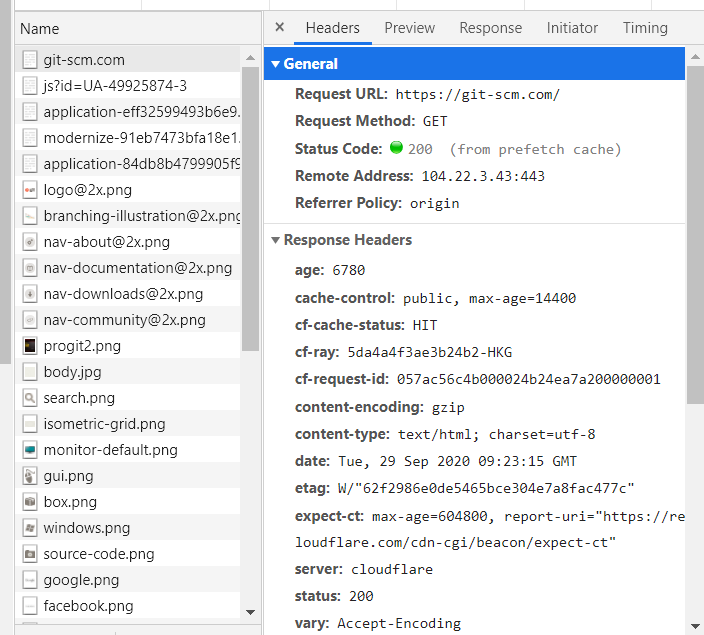 Name
git-scm.com
js?id=UA-49925874-3
application-eff32599493b6e9.
modernize-91eb7473bfa18e1.
application-84db8b4799905f9
logo@2x.png
branching-illustration@2x.png
nav-about@2x.png
nav-documentation@2x.png
nav-downloads@2x.png
nav-community@2x.png
progit2.png
body.jpg
search.png
isometric-grid.png
monitor-default.png
gui.png
box.png
windows.png
source-code.png
google.png
facebook.png
× Headers Preview Response Initiator Timing
▼ General
Request URL: https://git-scm.com/
Request Method: GET
Status Code: 200 (from prefetch cache)
Remote Address: 104.22.3.43:443
Referrer Policy: origin
▼ Response Headers
age: 6780
cache-control: public, max-age=14400
cf-cache-status: HIT
cf-ray: 5da4a4f3ae3b24b2-HKG
cf-request-id: 057ac56c4b000024b24ea7a200000001
content-encoding: gzip
content-type: text/html; charset=utf-8
date: Tue, 29 Sep 2020 09:23:15 GMT
etag: W/"62f2986e0de5465bce304e7a8fac477c"
expect-ct: max-age=604800, report-uri="https://re
loudflare.com/cdn-cgi/beacon/expect-ct"
server: cloudflare
status: 200
vary: Accept-Encoding